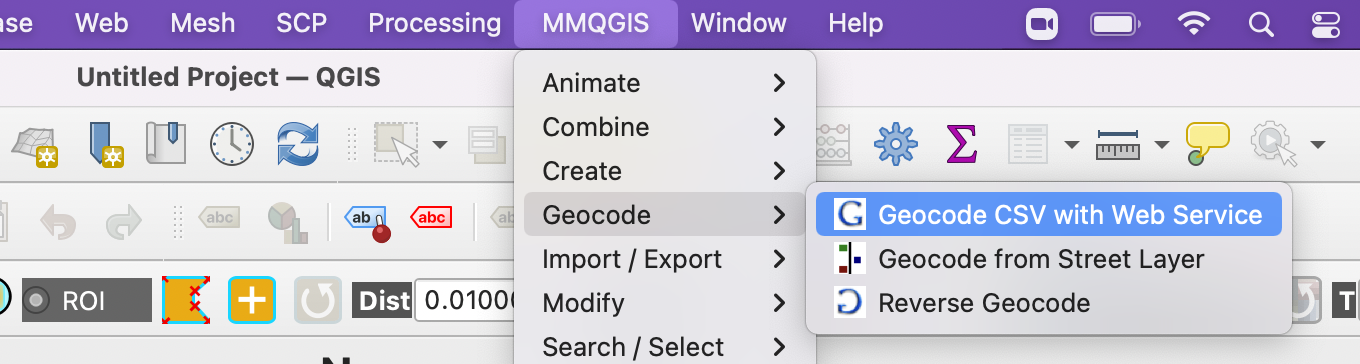 ase Web Mesh SCP Processing MMQGIS Window Help
Untitled Project — QGIS
Animate
Combine
Create
Geocode
Import / Export
Modify
Search / Select
Geocode CSV with Web Service
Geocode from Street Layer
Reverse Geocode
abc ab abc ab
ROI Dist 0.0100